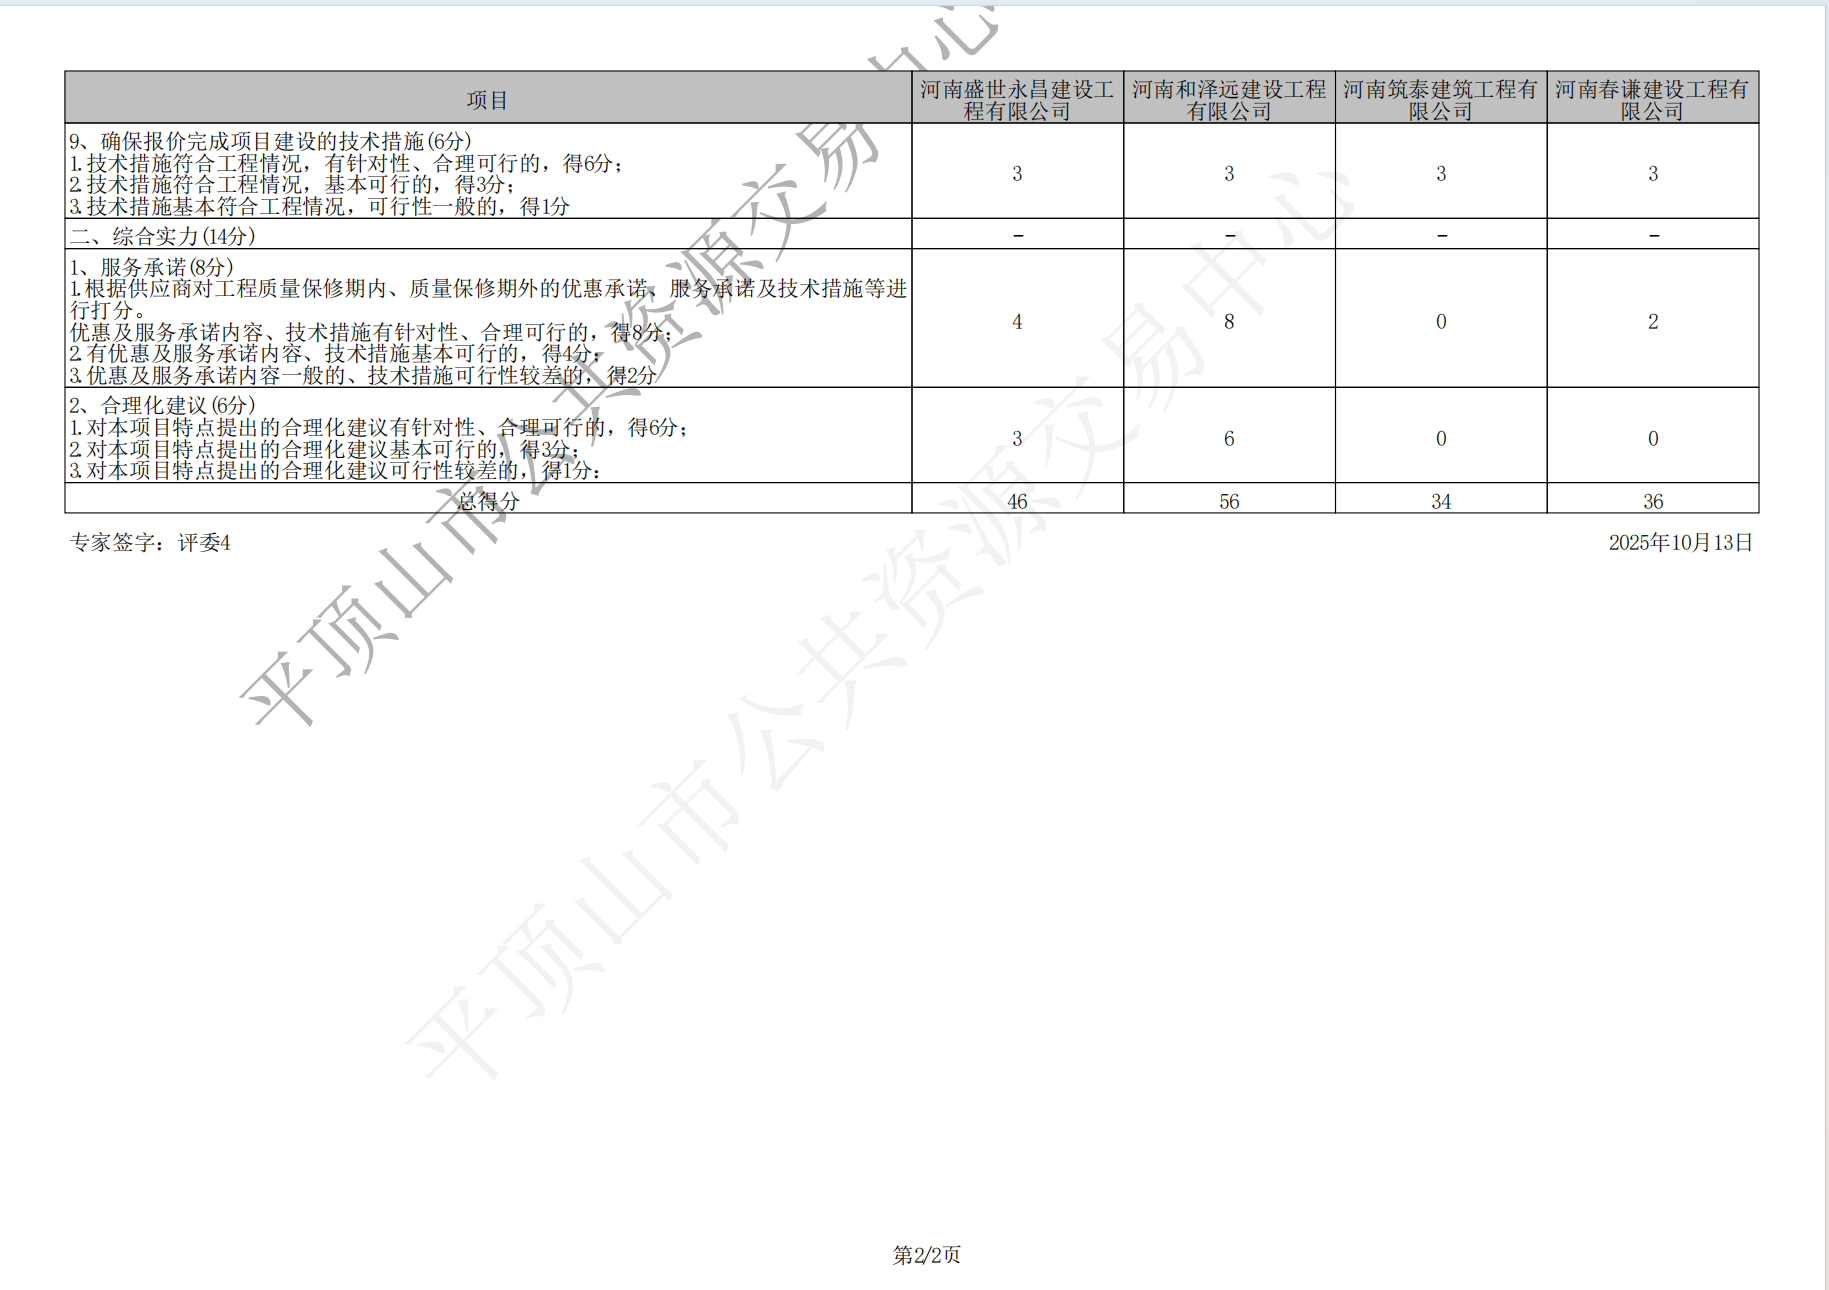 项目
河南盛世永昌建设工
程有限公司
河南和泽远建设工程
有限公司
河南筑泰建筑工程有
限公司
河南春谦建设工程有
限公司
9、确保报价完成项目建设的技术措施(6分)
1.技术措施符合工程情况，有针对性、合理可行的，得6分；
2.技术措施符合工程情况，基本可行的，得3分；
3.技术措施基本符合工程情况，可行性一般的，得1分
3
3
3
3
二、综合实力(14分)
-
-
-
-
1、服务承诺(8分)
1.根据供应商对工程质量保修期内、质量保修期外的优惠承诺、服务承诺及技术措施等进
行打分。
优惠及服务承诺内容、技术措施有针对性、合理可行的，得8分；
2.有优惠及服务承诺内容、技术措施基本可行的，得4分；
3.优惠及服务承诺内容一般的、技术措施可行性较差的，得2分
4
8
0
2
2、合理化建议(6分)
1.对本项目特点提出的合理化建议有针对性、合理可行的，得6分；
2.对本项目特点提出的合理化建议基本可行的，得3分；
3.对本项目特点提出的合理化建议可行性较差的，得1分：
3
6
0
0
总得分
46
56
34
36
专家签字：评委4
2025年10月13日
平顶山市公共资源交易中心
平顶山市公共资源交易中心
第2/2页